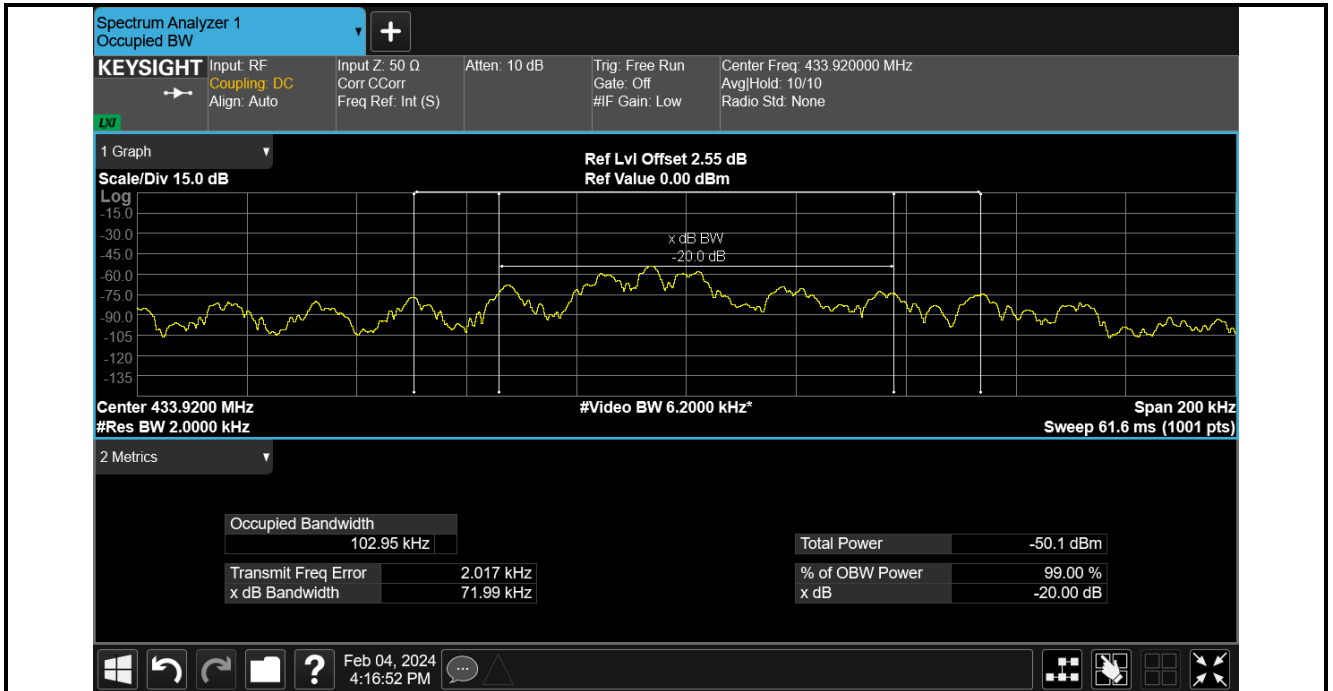 Spectrum Analyzer 1
Occupied BW
+
KEYSIGHT
Input: RF
Coupling: DC
Align: Auto
Input Z: 50 Ω
Corr CCorr
Freq Ref: Int (S)
Atten: 10 dB
Trig: Free Run
Gate: Off
#IF Gain: Low
Center Freq: 433.920000 MHz
Avg|Hold: 10/10
Radio Std: None
LXI
1 Graph
Scale/Div 15.0 dB
Ref Lvl Offset 2.55 dB
Ref Value 0.00 dBm
Log
-15.0
-30.0
-45.0
-60.0
-75.0
-90.0
-105
-120
-135
x dB BW
-20.0 dB
Center 433.9200 MHz
#Res BW 2.0000 kHz
#Video BW 6.2000 kHz*
Span 200 kHz
Sweep 61.6 ms (1001 pts)
2 Metrics
Occupied Bandwidth
102.95 kHz
Transmit Freq Error 2.017 kHz
x dB Bandwidth 71.99 kHz
Total Power -50.1 dBm
% of OBW Power 99.00 %
x dB -20.00 dB
?
Feb 04, 2024
4:16:52 PM